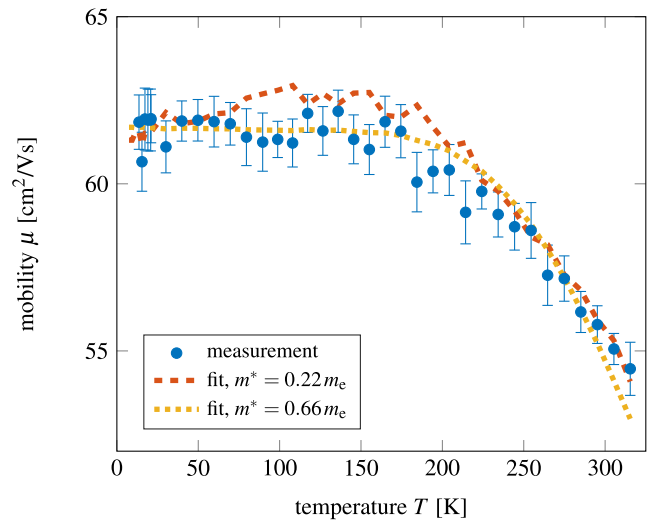 65
60
55
0
50
100
150
200
250
300
mobility μ [cm²/Vs]
temperature T [K]
measurement
fit, m* = 0.22 mₑ
fit, m* = 0.66 mₑ